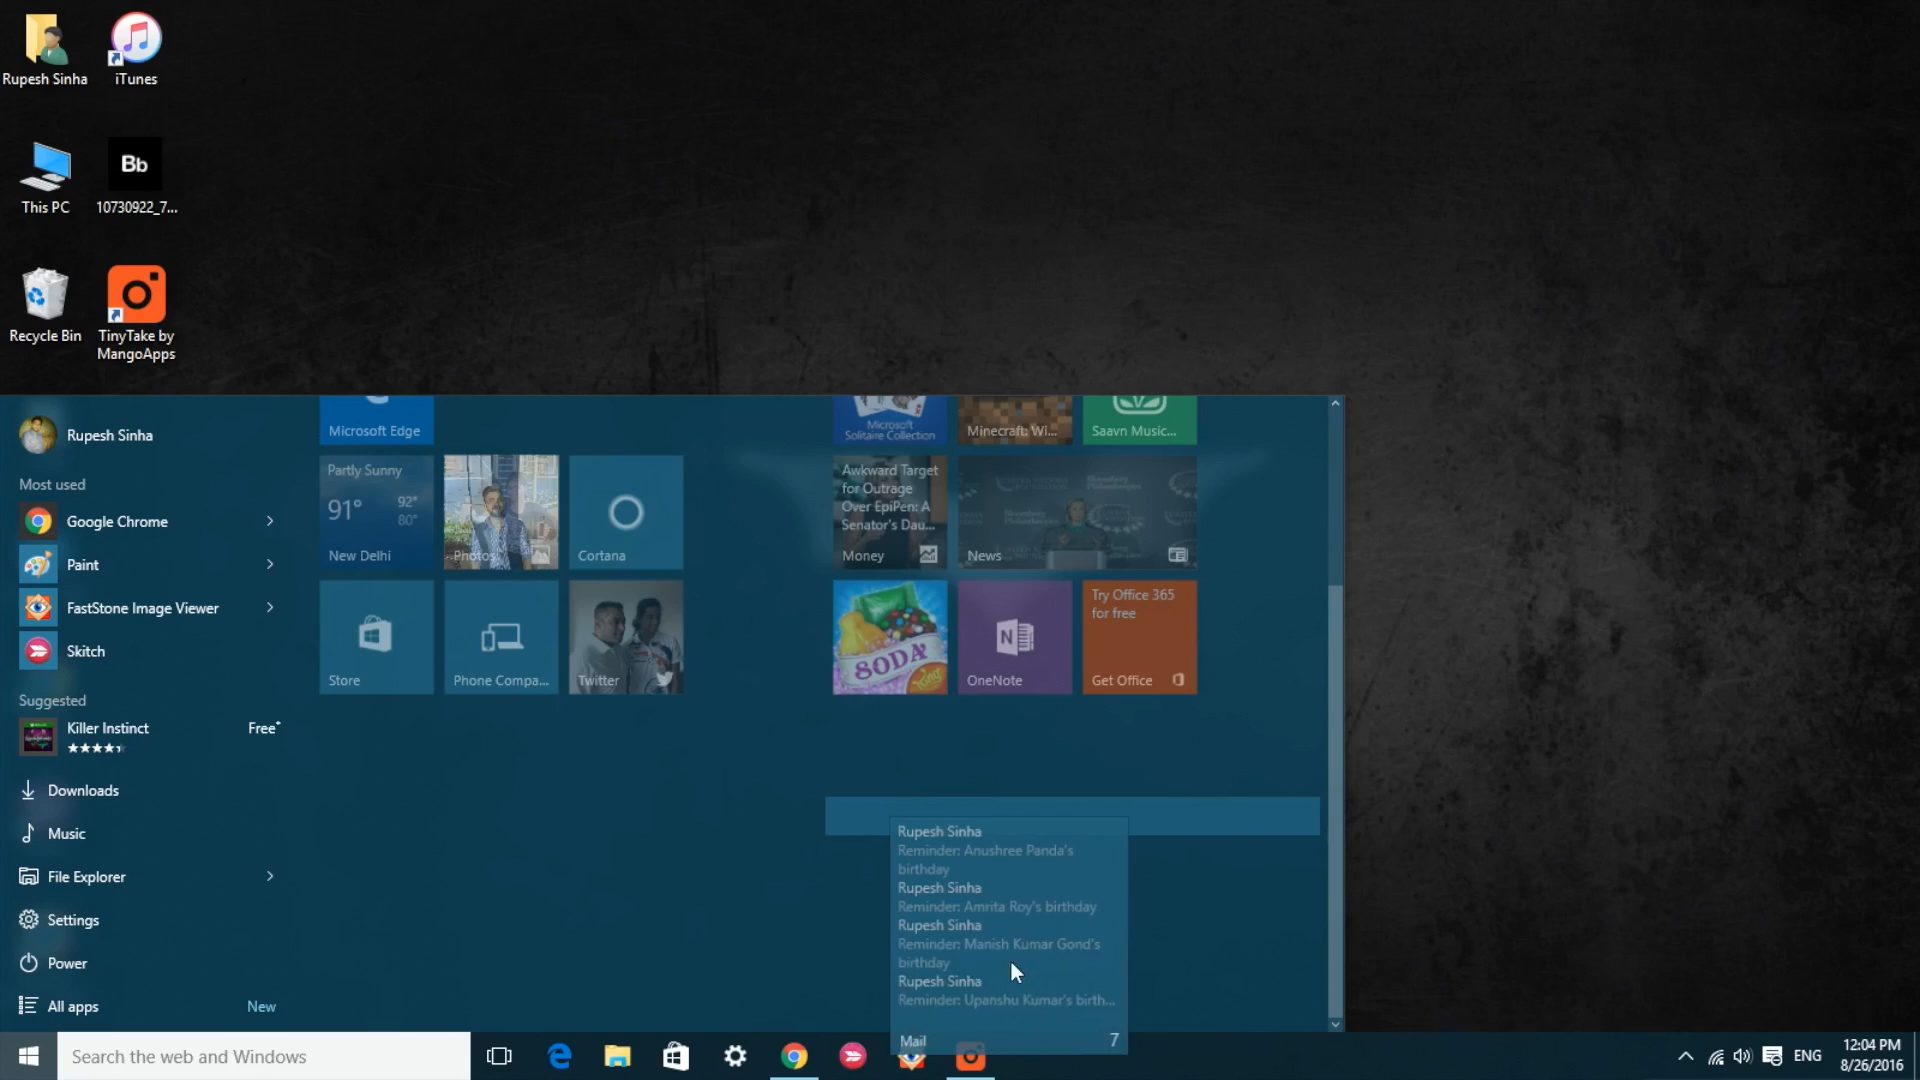 Rupesh Sinha
iTunes
This PC
Bb
10730922_7...
Recycle Bin
TinyTake by
MangoApps
Rupesh Sinha
Most used
Google Chrome
Paint
FastStone Image Viewer
Skitch
Suggested
Killer Instinct
Free*
Downloads
Music
File Explorer
Settings
Power
All apps
New
Microsoft Edge
Microsoft
Solitaire Collection
Minecraft: Wi...
Saavn Music...
Partly Sunny
91°
92°
80°
New Delhi
Photos
Cortana
Awkward Target
for Outrage
Over EpiPen: A
Senator's Dau...
Money
News
Store
Phone Compa...
Twitter
SODA
King
N
OneNote
Try Office 365
for free
Get Office
Rupesh Sinha
Reminder: Anushree Panda's
birthday
Rupesh Sinha
Reminder: Amrita Roy's birthday
Rupesh Sinha
Reminder: Manish Kumar Gond's
birthday
Rupesh Sinha
Reminder: Upanshu Kumar's birth...
Mail
7
Search the web and Windows
ENG
12:04 PM
8/26/2016